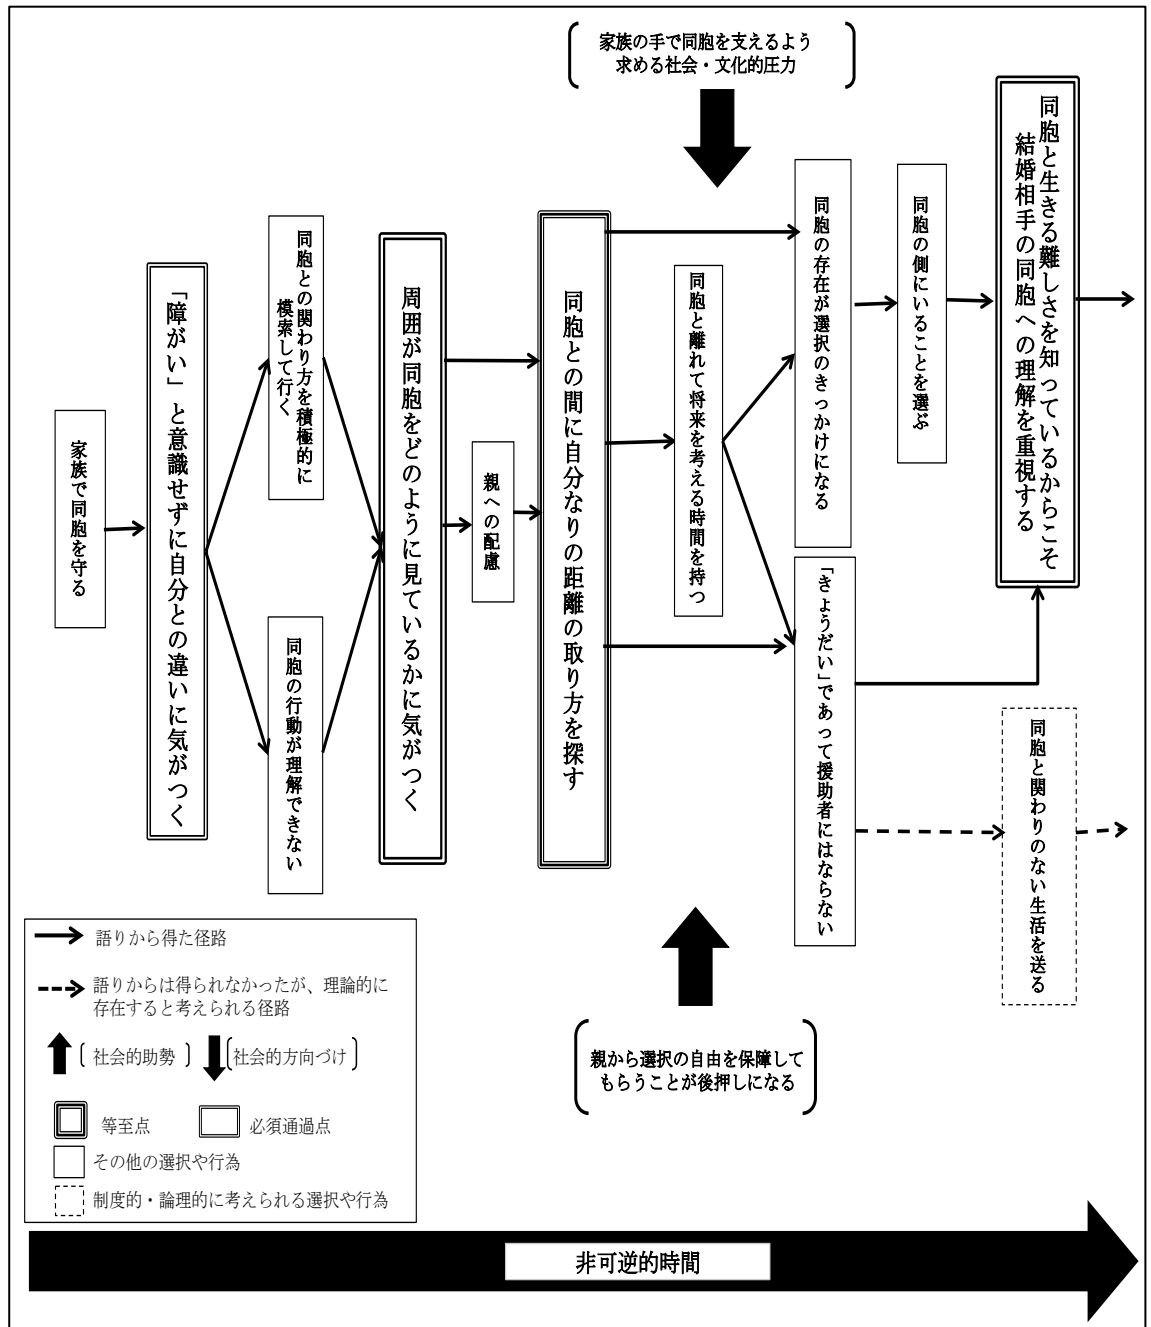 家族の手で同胞を支えるよう
求める社会・文化的圧力
家族で同胞を守る
「障がい」と意識せずに自分との違いに気がつく
同胞との関わり方を積極的に
模索して行く
同胞の行動が理解できない
周囲が同胞をどのように見ているかに気がつく
親への配慮
同胞との間に自分なりの距離の取り方を探す
同胞と離れて将来を考える時間を持つ
同胞の存在が選択のきっかけになる
「きょうだい」であって援助者にはならない
同胞の側にいることを選ぶ
同胞と生きる難しさを知っているからこそ
結婚相手の同胞への理解を重視する
同胞と関わりのない生活を送る
親から選択の自由を保障して
もらうことが後押しになる
語りから得た径路
語りからは得られなかったが、理論的に
存在すると考えられる径路
社会的助勢
社会的方向づけ
等至点
必須通過点
その他の選択や行為
制度的・論理的に考えられる選択や行為
非可逆的時間